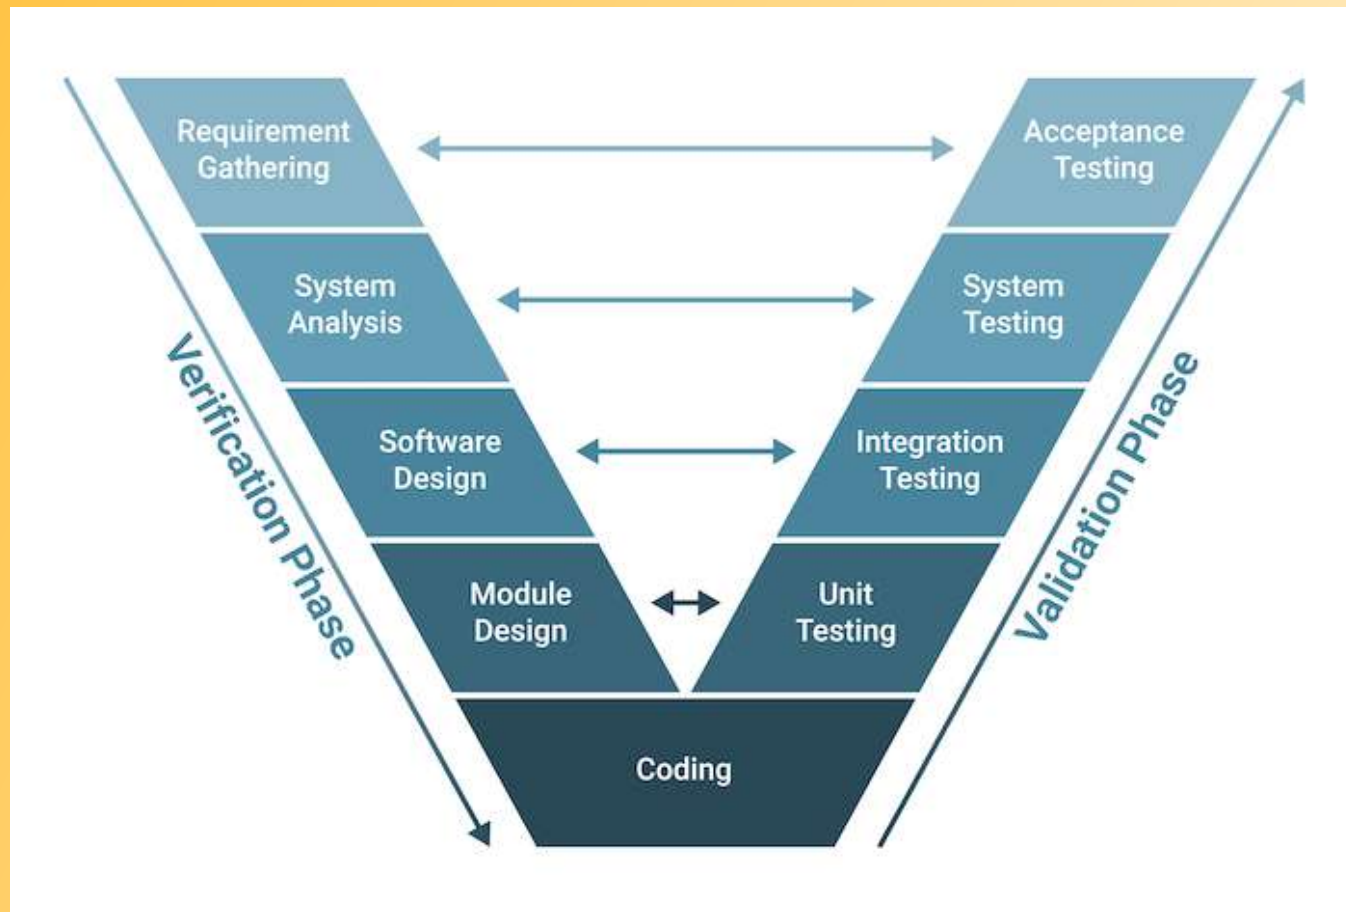 Requirement
Gathering
Acceptance
Testing
System
Analysis
System
Testing
Software
Design
Integration
Testing
Module
Design
Unit
Testing
Coding
Verification Phase
Validation Phase